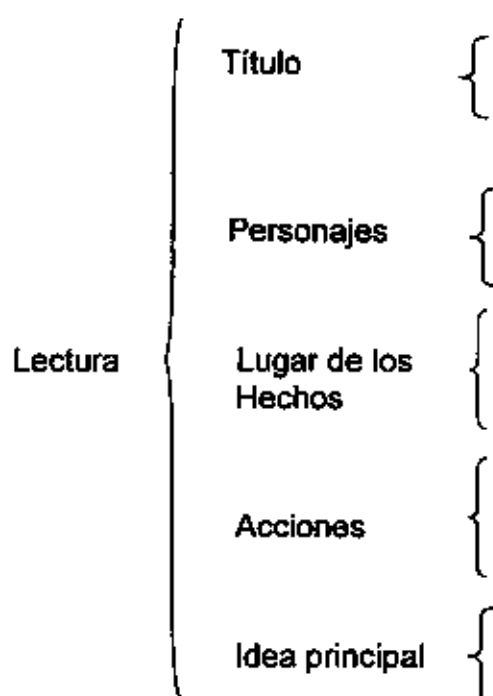 Título
Personajes
Lectura
Lugar de los
Hechos
Acciones
Idea principal